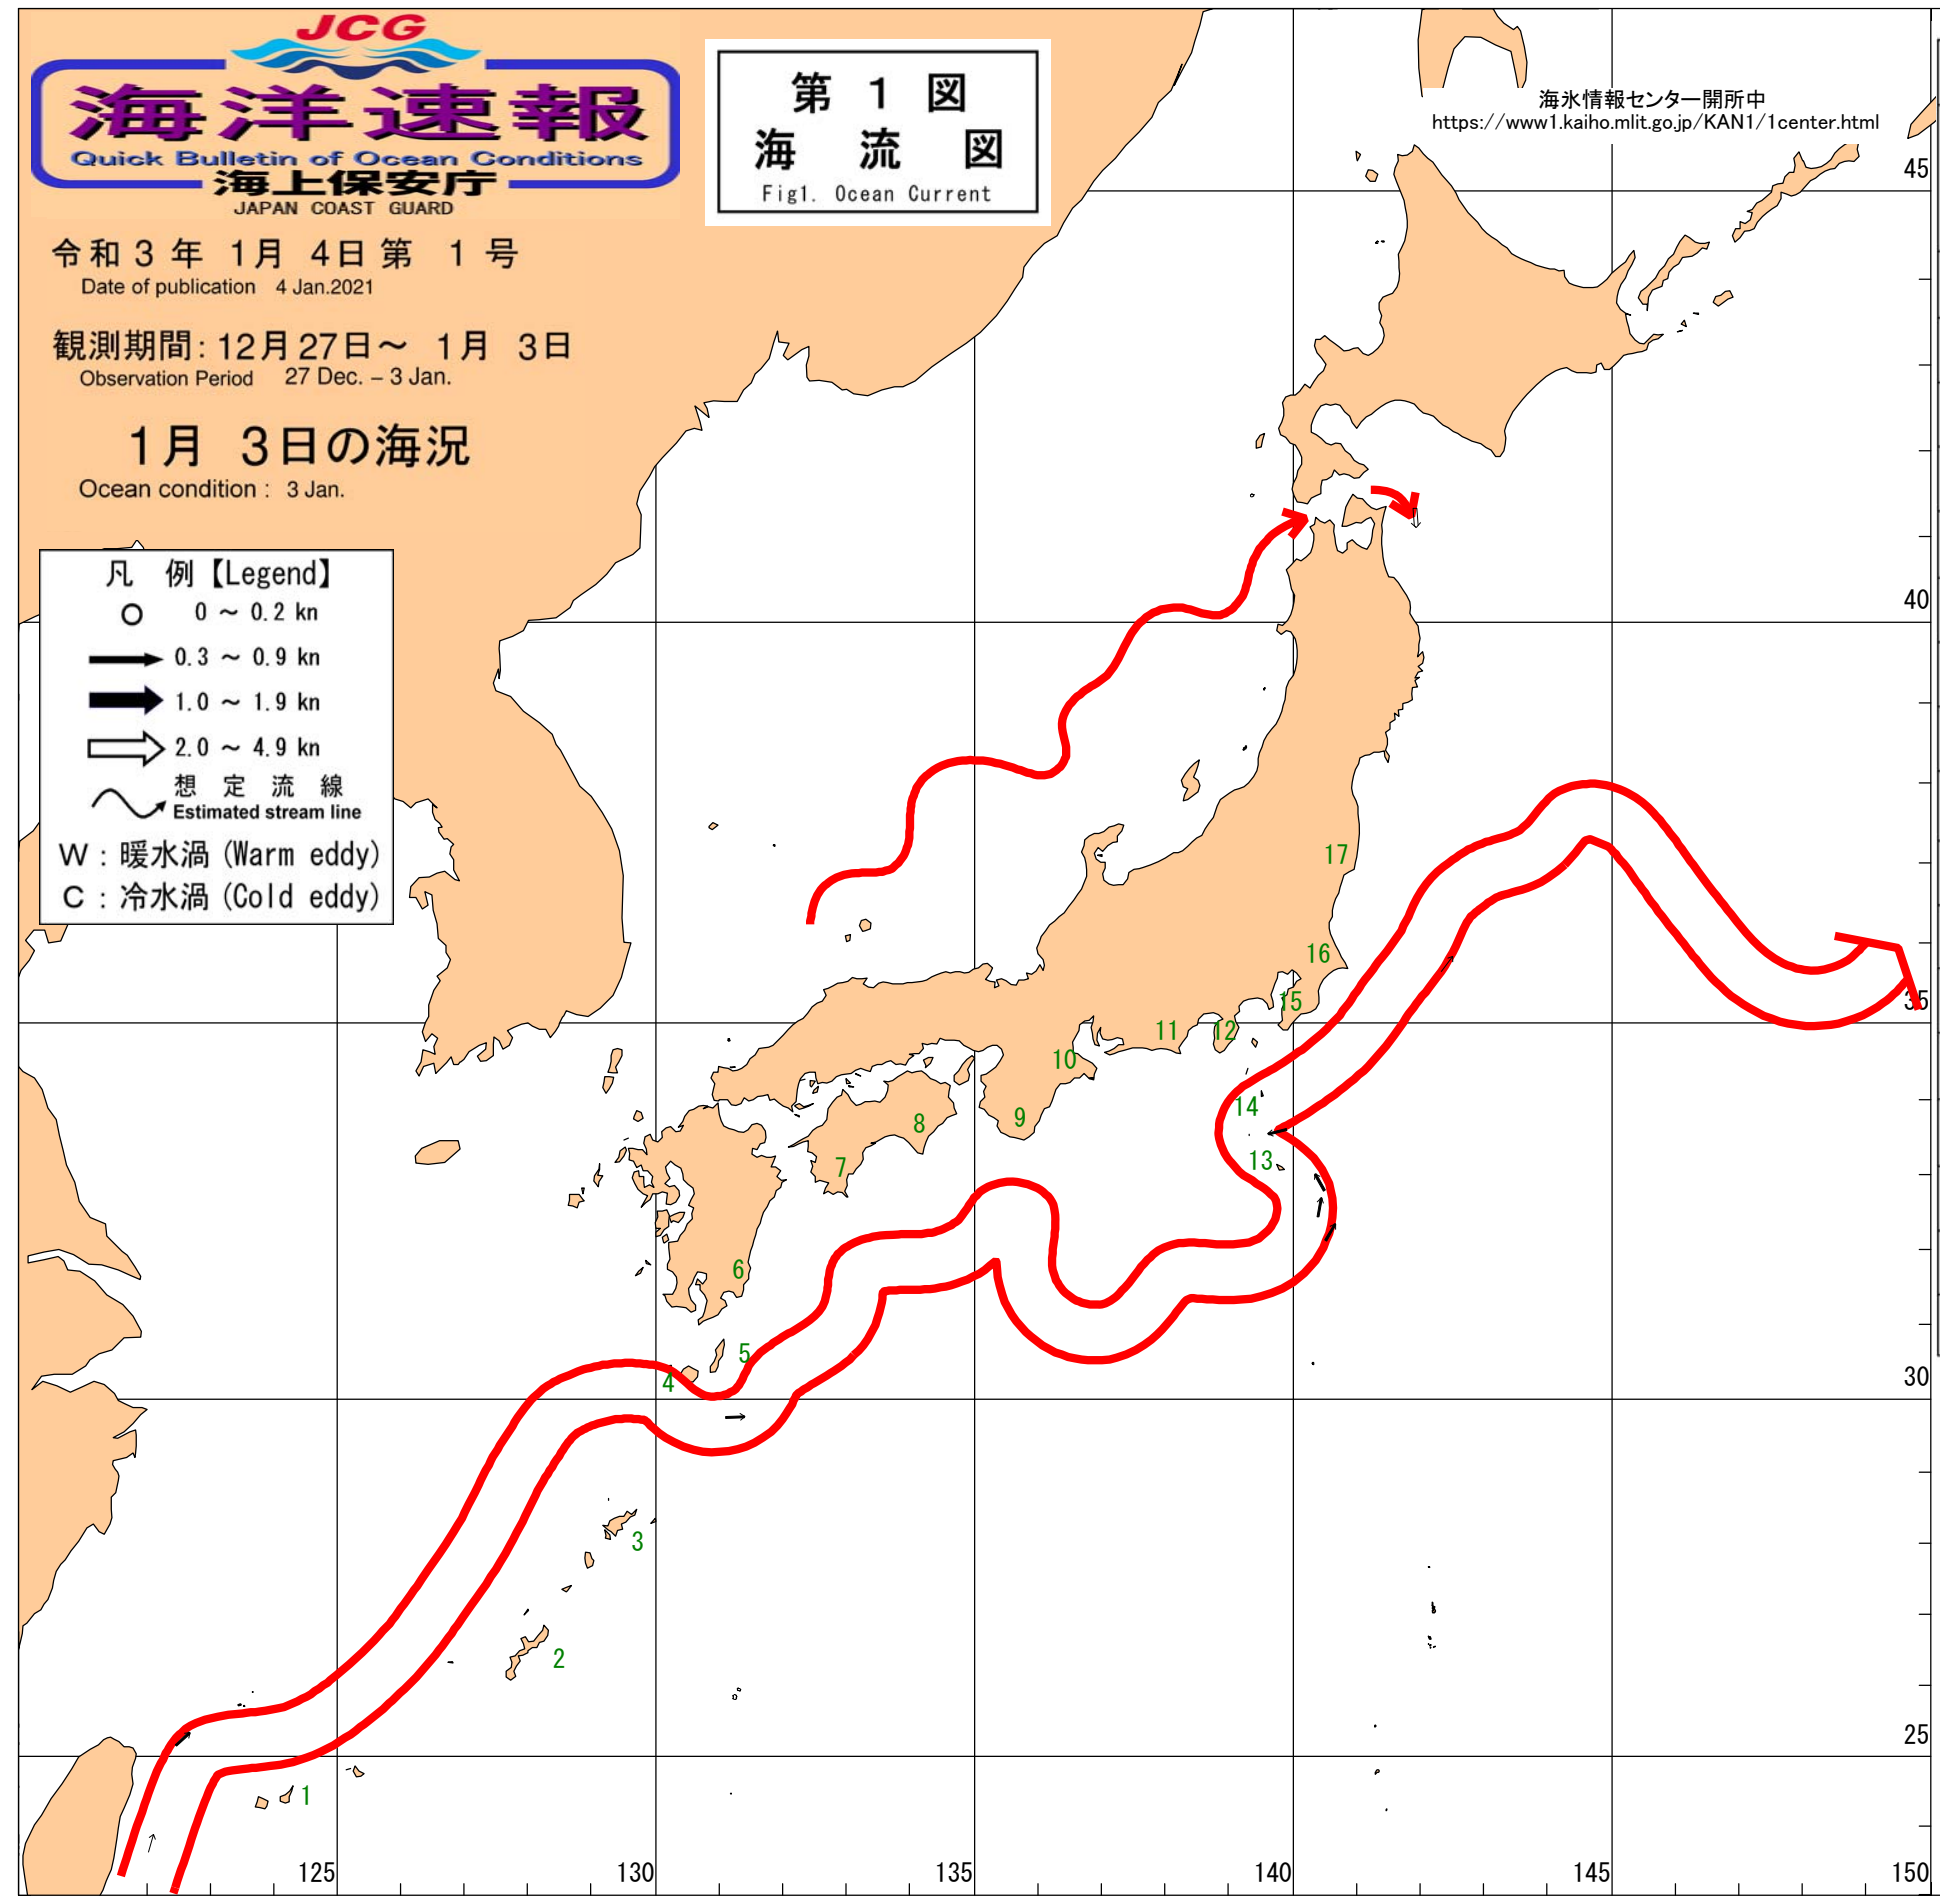 JCG
海洋速報
Quick Bulletin of Ocean Conditions
海上保安庁
JAPAN COAST GUARD
第 1 図
海 流 図
Fig1. Ocean Current
海氷情報センター開所中
https://www1.kaiho.mlit.go.jp/KAN1/1center.html
令和 3 年 1月 4日 第 1 号
Date of publication 4 Jan.2021
観測期間: 12月 27日～ 1月 3日
Observation Period 27 Dec. – 3 Jan.
1月 3日の海況
Ocean condition : 3 Jan.
凡 例【Legend】
0 ～ 0.2 kn
0.3 ～ 0.9 kn
1.0 ～ 1.9 kn
2.0 ～ 4.9 kn
想 定 流 線
Estimated stream line
W : 暖水渦 (Warm eddy)
C : 冷水渦 (Cold eddy)
45
40
17
16
35
15
11
12
10
14
9
8
13
7
6
5
4
30
3
2
25
1
125
130
135
140
145
150